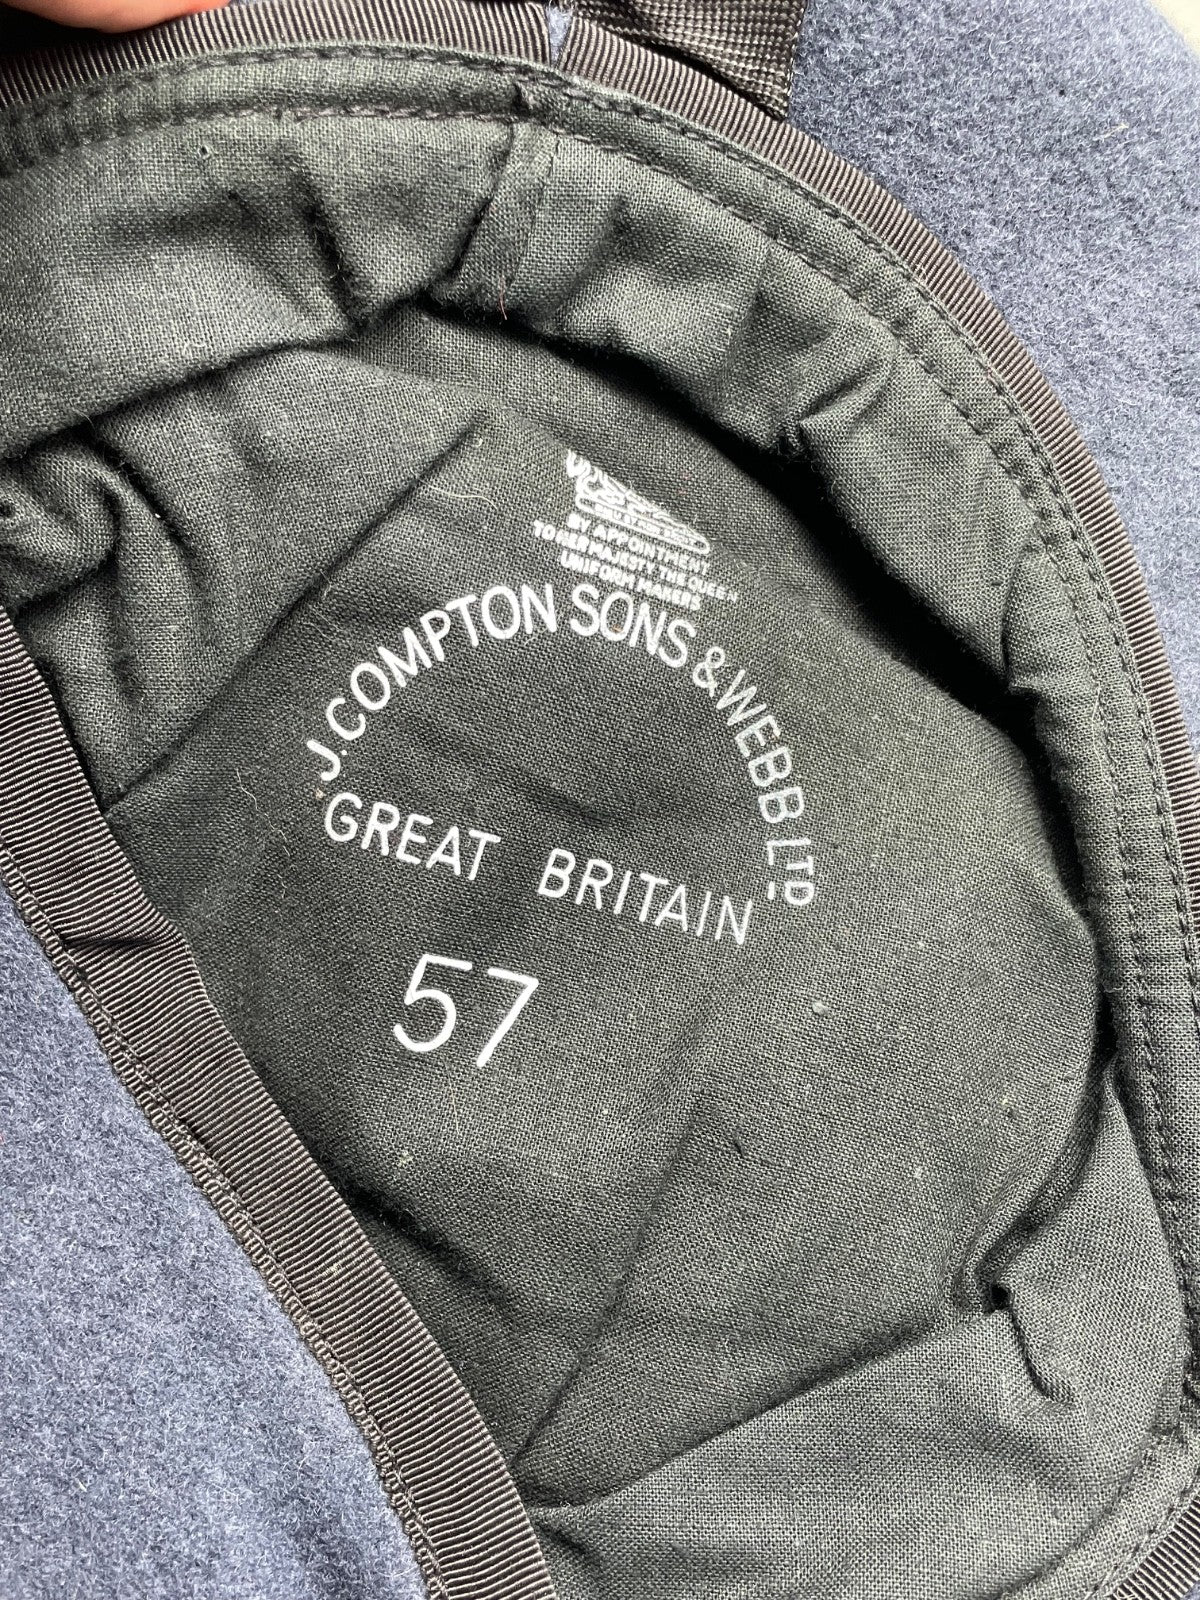 BY APPOINTMENT
TO HER MAJESTY THE QUEEN
UNIFORM MAKERS
J. COMPTON SONS & WEBB LTD.
GREAT BRITAIN
57